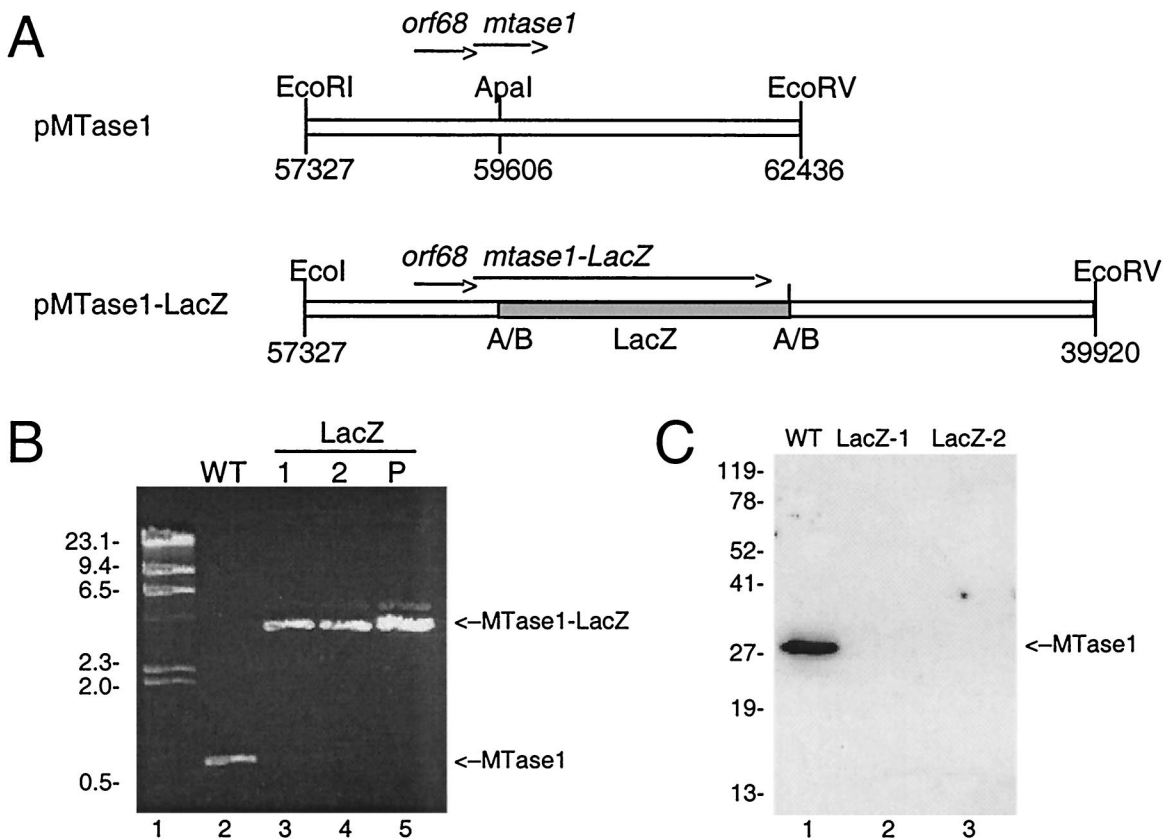 A
orf68 mtase1
EcoRI ApaI EcoRV
pMTase1
57327 59606 62436
orf68 mtase1-LacZ
EcoI EcoRV
pMTase1-LacZ
A/B LacZ A/B
57327 39920
B
LacZ
WT 1 2 P
23.1-
9.4-
6.5-
<–MTase1-LacZ
2.3-
2.0-
<–MTase1
0.5-
1 2 3 4 5
C
WT LacZ-1 LacZ-2
119-
78-
52-
41-
27-
<–MTase1
19-
13-
1 2 3